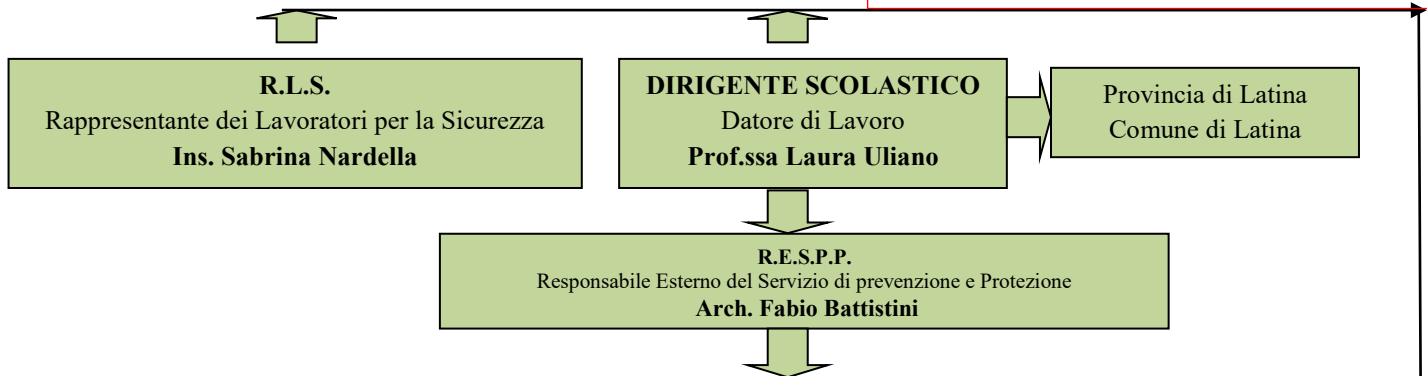 R.L.S.
Rappresentante dei Lavoratori per la Sicurezza
Ins. Sabrina Nardella
DIRIGENTE SCOLASTICO
Datore di Lavoro
Prof.ssa Laura Uliano
Provincia di Latina
Comune di Latina
R.E.S.P.P.
Responsabile Esterno del Servizio di prevenzione e Protezione
Arch. Fabio Battistini